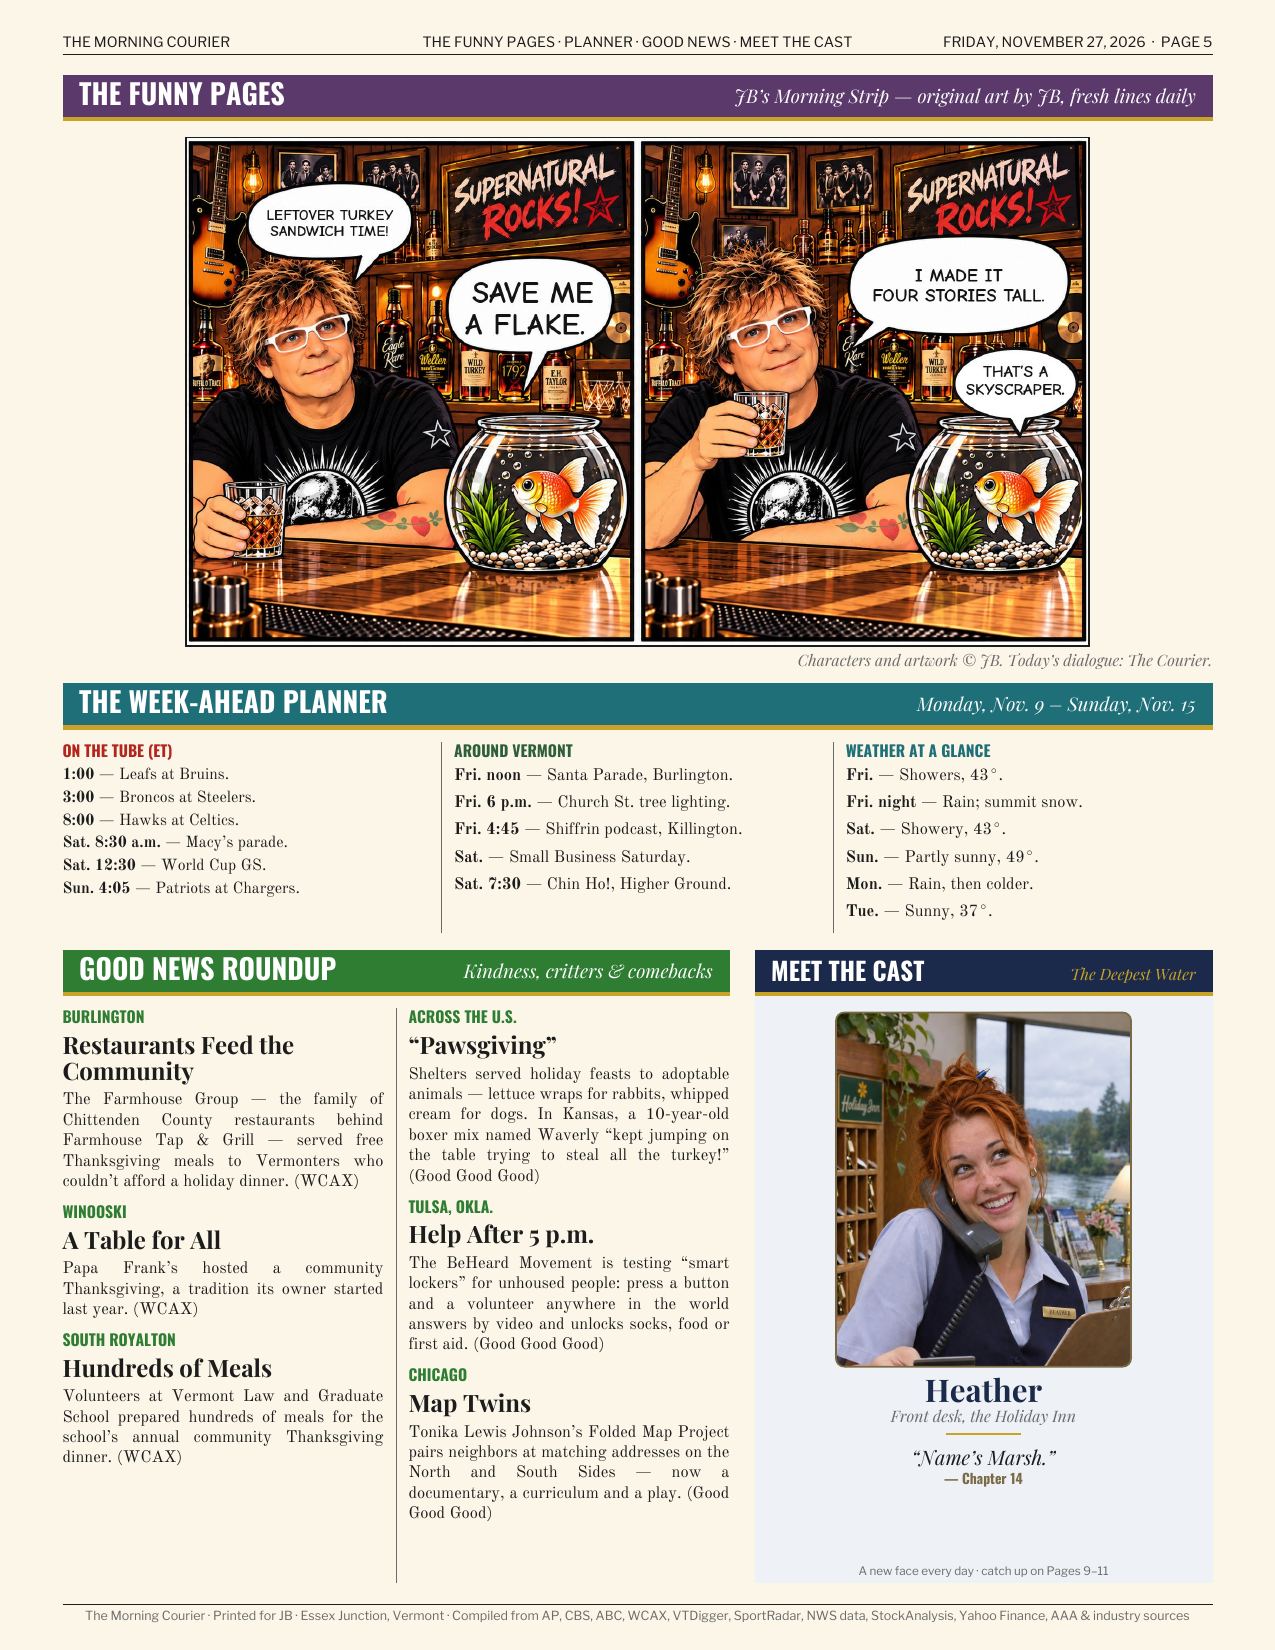 THE MORNING COURIER
THE FUNNY PAGES · PLANNER · GOOD NEWS · MEET THE CAST
FRIDAY, NOVEMBER 27, 2026 · PAGE 5
THE FUNNY PAGES
JB's Morning Strip — original art by JB, fresh lines daily
SUPERNATURAL
ROCKS!
LEFTOVER TURKEY
SANDWICH TIME!
SAVE ME
A FLAKE.
BUFFALO TRACE
Eagle
Rare
Weller
WILD
TURKEY
1792
E.H.
TAYLOR
SUPERNATURAL
ROCKS!
I MADE IT
FOUR STORIES TALL.
THAT'S A
SKYSCRAPER.
BUFFALO TRACE
Weller
WILD
TURKEY
Characters and artwork © JB. Today's dialogue: The Courier.
THE WEEK-AHEAD PLANNER
Monday, Nov. 9 – Sunday, Nov. 15
ON THE TUBE (ET)
1:00 — Leafs at Bruins.
3:00 — Broncos at Steelers.
8:00 — Hawks at Celtics.
Sat. 8:30 a.m. — Macy's parade.
Sat. 12:30 — World Cup GS.
Sun. 4:05 — Patriots at Chargers.
AROUND VERMONT
Fri. noon — Santa Parade, Burlington.
Fri. 6 p.m. — Church St. tree lighting.
Fri. 4:45 — Shiffrin podcast, Killington.
Sat. — Small Business Saturday.
Sat. 7:30 — Chin Ho!, Higher Ground.
WEATHER AT A GLANCE
Fri. — Showers, 43°.
Fri. night — Rain; summit snow.
Sat. — Showery, 43°.
Sun. — Partly sunny, 49°.
Mon. — Rain, then colder.
Tue. — Sunny, 37°.
GOOD NEWS ROUNDUP
Kindness, critters & comebacks
BURLINGTON
Restaurants Feed the
Community
The Farmhouse Group — the family of
Chittenden County restaurants behind
Farmhouse Tap & Grill — served free
Thanksgiving meals to Vermonters who
couldn't afford a holiday dinner. (WCAX)
WINOOSKI
A Table for All
Papa Frank's hosted a community
Thanksgiving, a tradition its owner started
last year. (WCAX)
SOUTH ROYALTON
Hundreds of Meals
Volunteers at Vermont Law and Graduate
School prepared hundreds of meals for the
school's annual community Thanksgiving
dinner. (WCAX)
ACROSS THE U.S.
“Pawsgiving”
Shelters served holiday feasts to adoptable
animals — lettuce wraps for rabbits, whipped
cream for dogs. In Kansas, a 10-year-old
boxer mix named Waverly “kept jumping on
the table trying to steal all the turkey!”
(Good Good Good)
TULSA, OKLA.
Help After 5 p.m.
The BeHeard Movement is testing “smart
lockers” for unhoused people: press a button
and a volunteer anywhere in the world
answers by video and unlocks socks, food or
first aid. (Good Good Good)
CHICAGO
Map Twins
Tonika Lewis Johnson's Folded Map Project
pairs neighbors at matching addresses on the
North and South Sides — now a
documentary, a curriculum and a play. (Good
Good Good)
MEET THE CAST
The Deepest Water
Holiday Inn
HEATHER
Heather
Front desk, the Holiday Inn
“Name's Marsh.”
— Chapter 14
A new face every day · catch up on Pages 9–11
The Morning Courier · Printed for JB · Essex Junction, Vermont · Compiled from AP, CBS, ABC, WCAX, VTDigger, SportRadar, NWS data, StockAnalysis, Yahoo Finance, AAA & industry sources